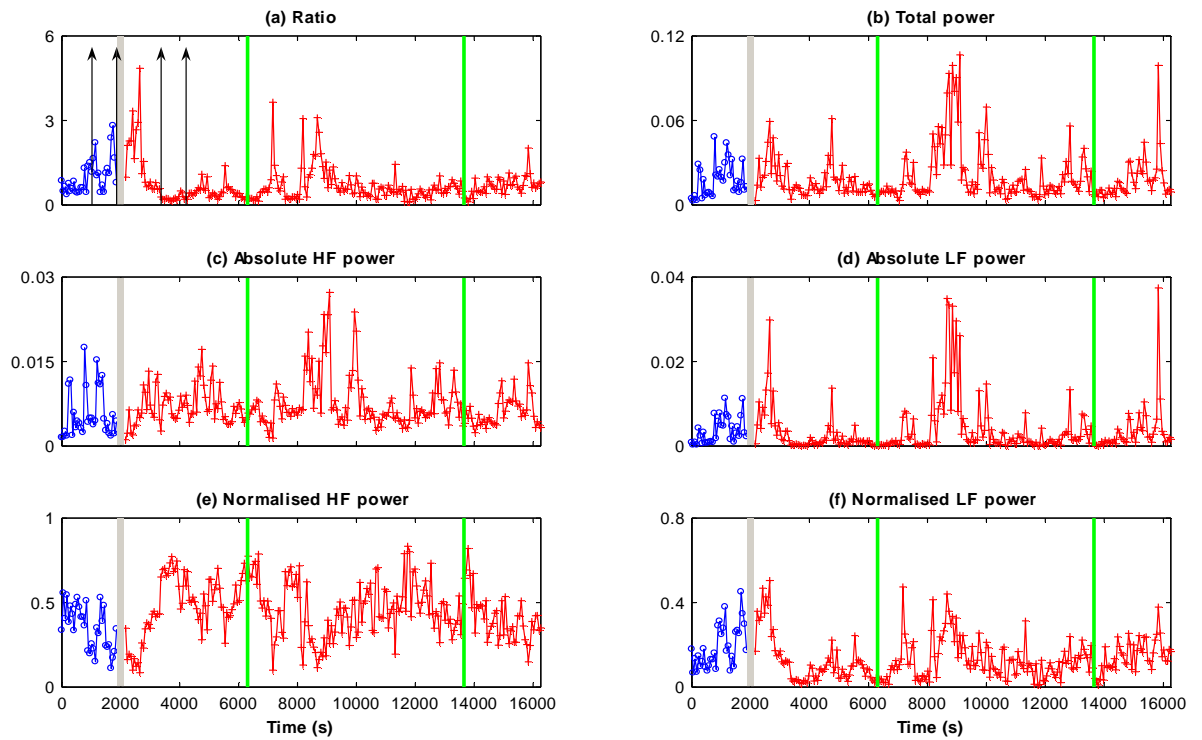 (a) Ratio
(b) Total power
6
3
0
0.12
0.06
0
(c) Absolute HF power
(d) Absolute LF power
0.03
0.015
0
0.04
0.02
0
(e) Normalised HF power
(f) Normalised LF power
1
0.5
0
0.8
0.4
0
0 2000 4000 6000 8000 10000 12000 14000 16000
0 2000 4000 6000 8000 10000 12000 14000 16000
Time (s)
Time (s)